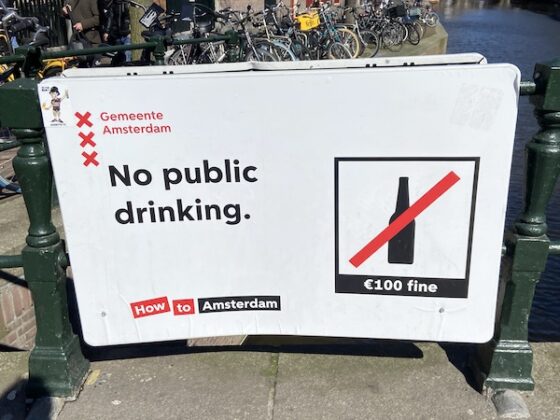 Gemeente
Amsterdam
No public
drinking.
€100 fine
How to Amsterdam